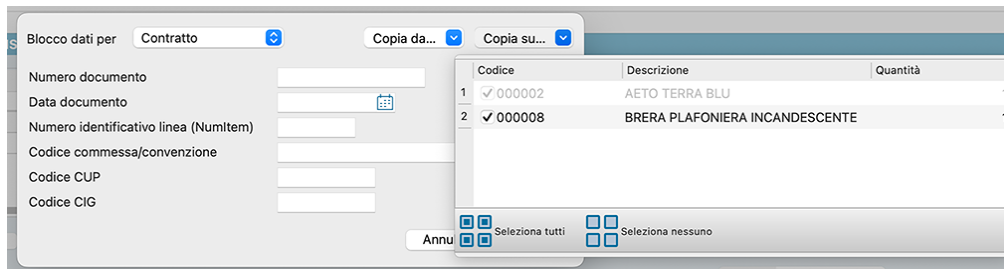 Blocco dati per Contratto Copia da... Copia su...
Numero documento
Data documento
Numero identificativo linea (NumItem)
Codice commessa/convenzione
Codice CUP
Codice CIG
Annu
Codice Descrizione Quantità
1 000002 AETO TERRA BLU
2 000008 BRERA PLAFONIERA INCANDESCENTE
Seleziona tutti Seleziona nessuno